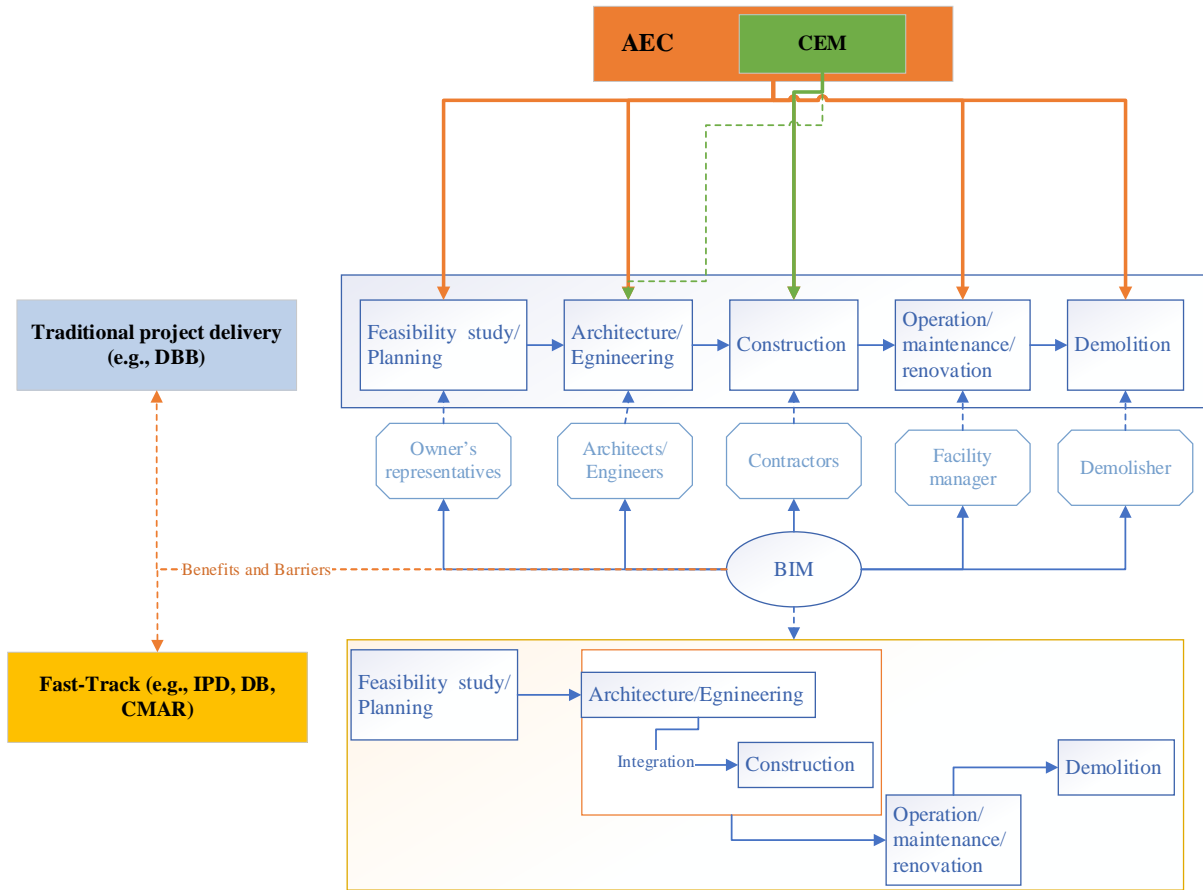 AEC
CEM
Traditional project delivery
(e.g., DBB)
Feasibility study/
Planning
Architecture/
Egnineering
Construction
Operation/
maintenance/
renovation
Demolition
Owner's
representatives
Architects/
Engineers
Contractors
Facility
manager
Demolisher
Benefits and Barriers
BIM
Fast-Track (e.g., IPD, DB,
CMAR)
Feasibility study/
Planning
Architecture/Egnineering
Integration
Construction
Operation/
maintenance/
renovation
Demolition